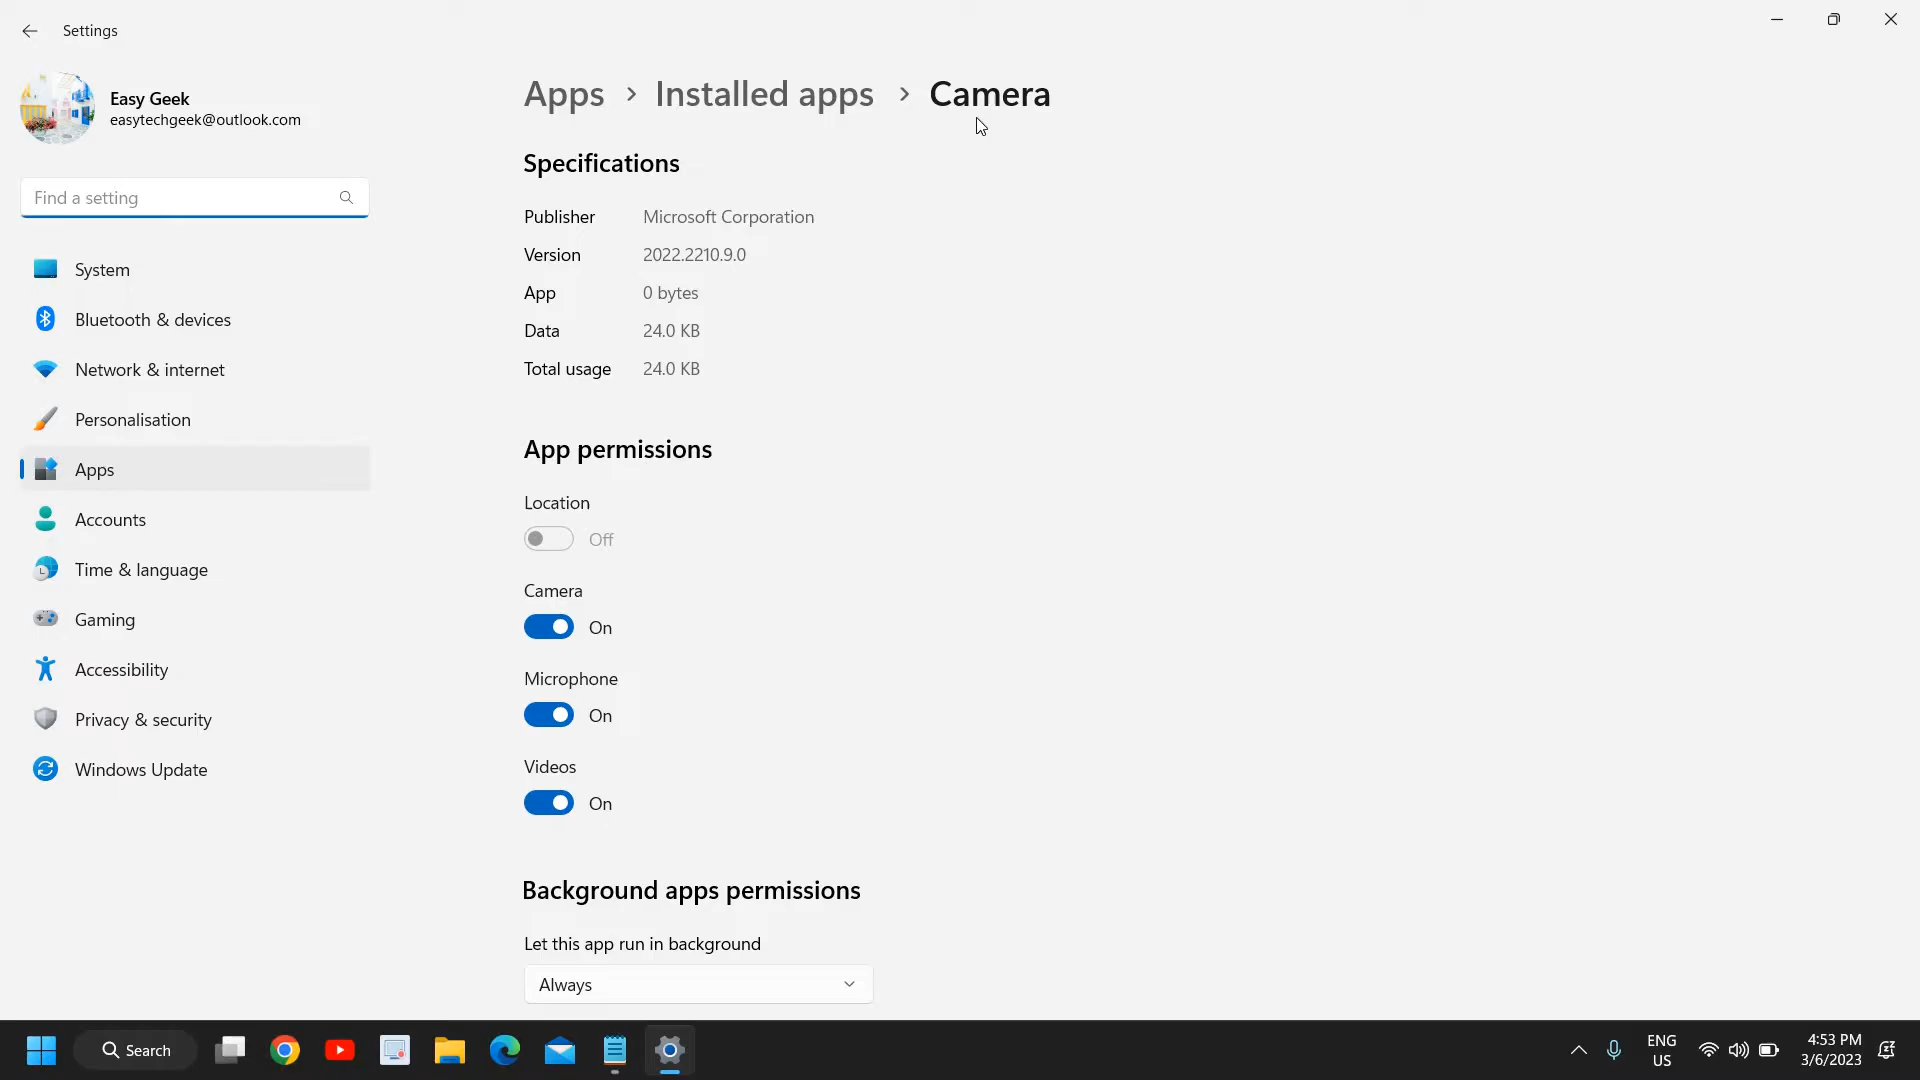 Settings
Easy Geek
easytechgeek@outlook.com
Find a setting
System
Bluetooth & devices
Network & internet
Personalisation
Apps
Accounts
Time & language
Gaming
Accessibility
Privacy & security
Windows Update
Apps > Installed apps > Camera
Specifications
Publisher Microsoft Corporation
Version 2022.2210.9.0
App 0 bytes
Data 24.0 KB
Total usage 24.0 KB
App permissions
Location
Off
Camera
On
Microphone
On
Videos
On
Background apps permissions
Let this app run in background
Always
Search
ENG
US
4:53 PM
3/6/2023